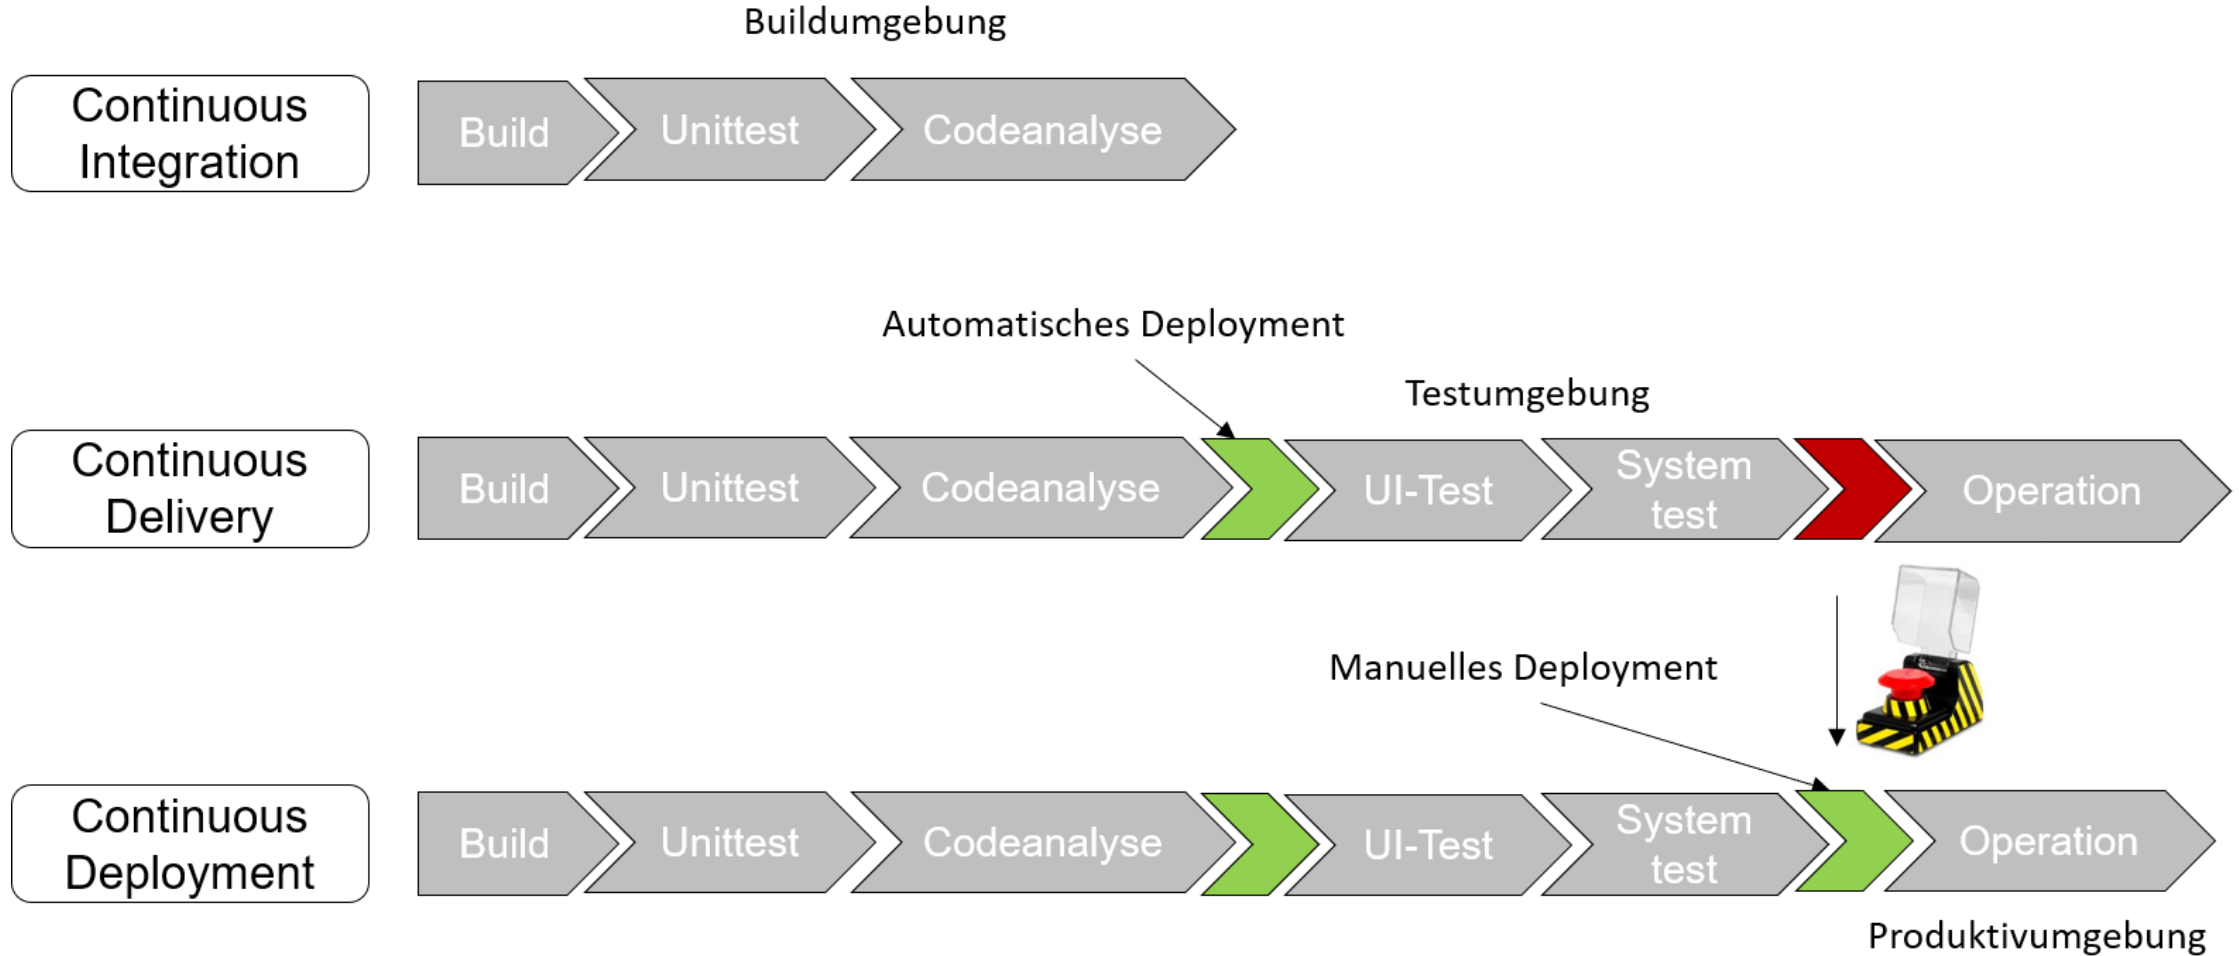 Buildumgebung
Continuous
Integration
Build
Unittest
Codeanalyse
Automatisches Deployment
Testumgebung
Continuous
Delivery
Build
Unittest
Codeanalyse
UI-Test
System
test
Operation
Manuelles Deployment
Continuous
Deployment
Build
Unittest
Codeanalyse
UI-Test
System
test
Operation
Produktivumgebung